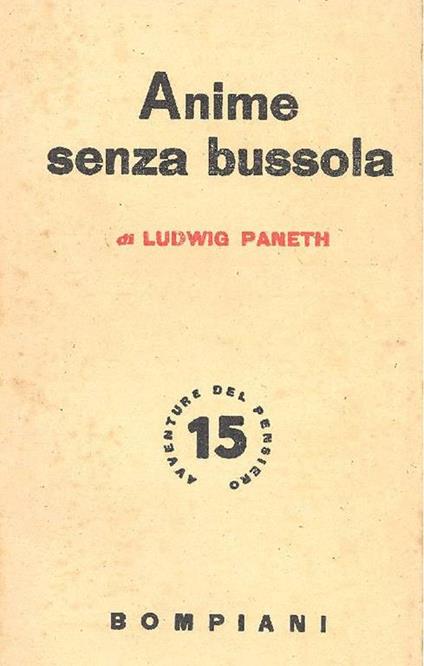 Anime
senza bussola
di LUDWIG PANETH
AVVENTURE DEL PENSIERO
15
BOMPIANI